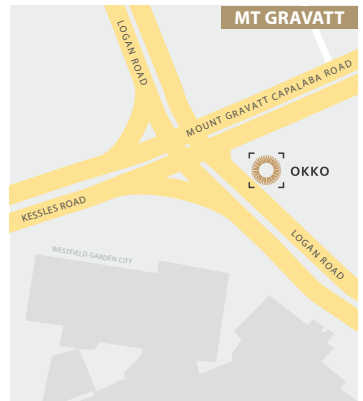 MT GRAVATT
LOGAN ROAD
MOUNT GRAVATT CAPALABA ROAD
OKKO
KESSLES ROAD
LOGAN ROAD
WESTFIELD GARDEN CITY